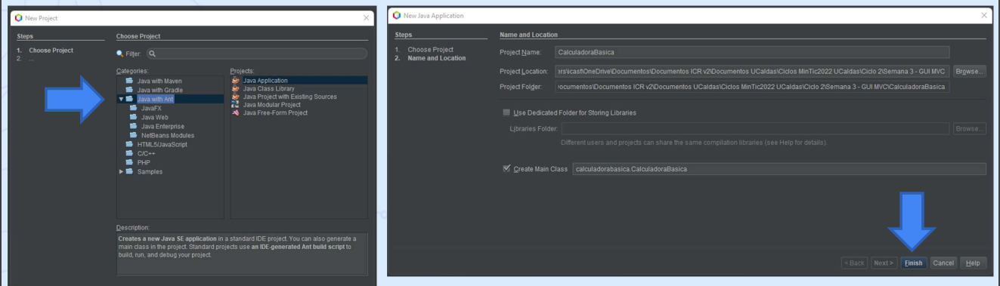 New Project
Steps
1. Choose Project
2. ...
Choose Project
Filter:
Categories:
Java with Maven
Java with Gradle
Java with Ant
JavaFX
Java Web
Java Enterprise
NetBeans Modules
HTML5/JavaScript
C/C++
PHP
Samples
Projects:
Java Application
Java Class Library
Java Project with Existing Sources
Java Modular Project
Java Free-Form Project
Description:
Creates a new Java SE application in a standard IDE project. You can also generate a
main class in the project. Standard projects use an IDE-generated Ant build script to
build, run, and debug your project.
New Java Application
Steps
1. Choose Project
2. Name and Location
Name and Location
Project Name: CalculadoraBasica
Project Location: ers\icast\OneDrive\Documentos\Documentos ICR v2\Documentos UCaldas\Ciclos MinTic2022 UCaldas\Ciclo 2\Semana 3 - GUI MVC Browse...
Project Folder: ocumentos\Documentos ICR v2\Documentos UCaldas\Ciclos MinTic2022 UCaldas\Ciclo 2\Semana 3 - GUI MVC\CalculadoraBasica
Use Dedicated Folder for Storing Libraries
Libraries Folder: Browse...
Different users and projects can share the same compilation libraries (see Help for details).
Create Main Class calculadorabasica.CalculadoraBasica
< Back Next > Finish Cancel Help